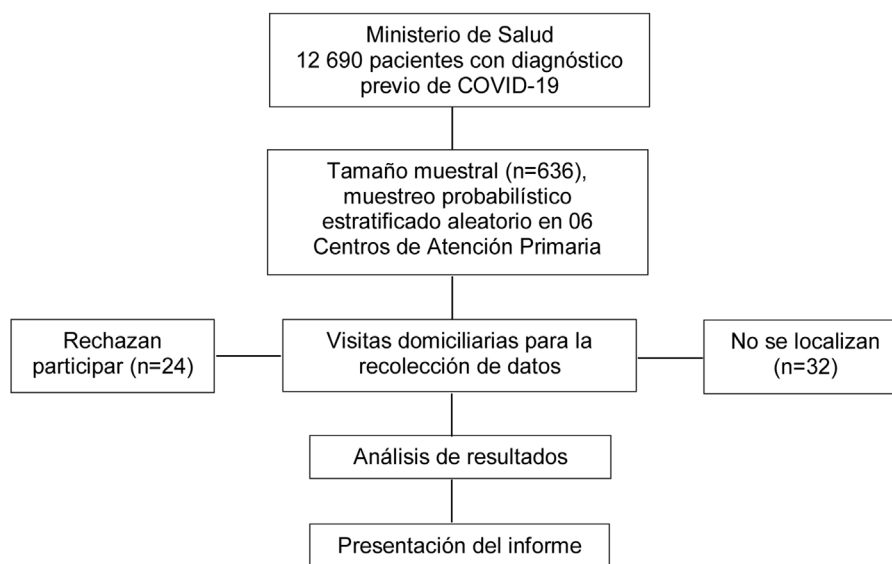 Ministerio de Salud
12 690 pacientes con diagnóstico
previo de COVID-19
Tamaño muestral (n=636),
muestreo probabilístico
estratificado aleatorio en 06
Centros de Atención Primaria
Rechazan
participar (n=24)
Visitas domiciliarias para la
recolección de datos
No se localizan
(n=32)
Análisis de resultados
Presentación del informe